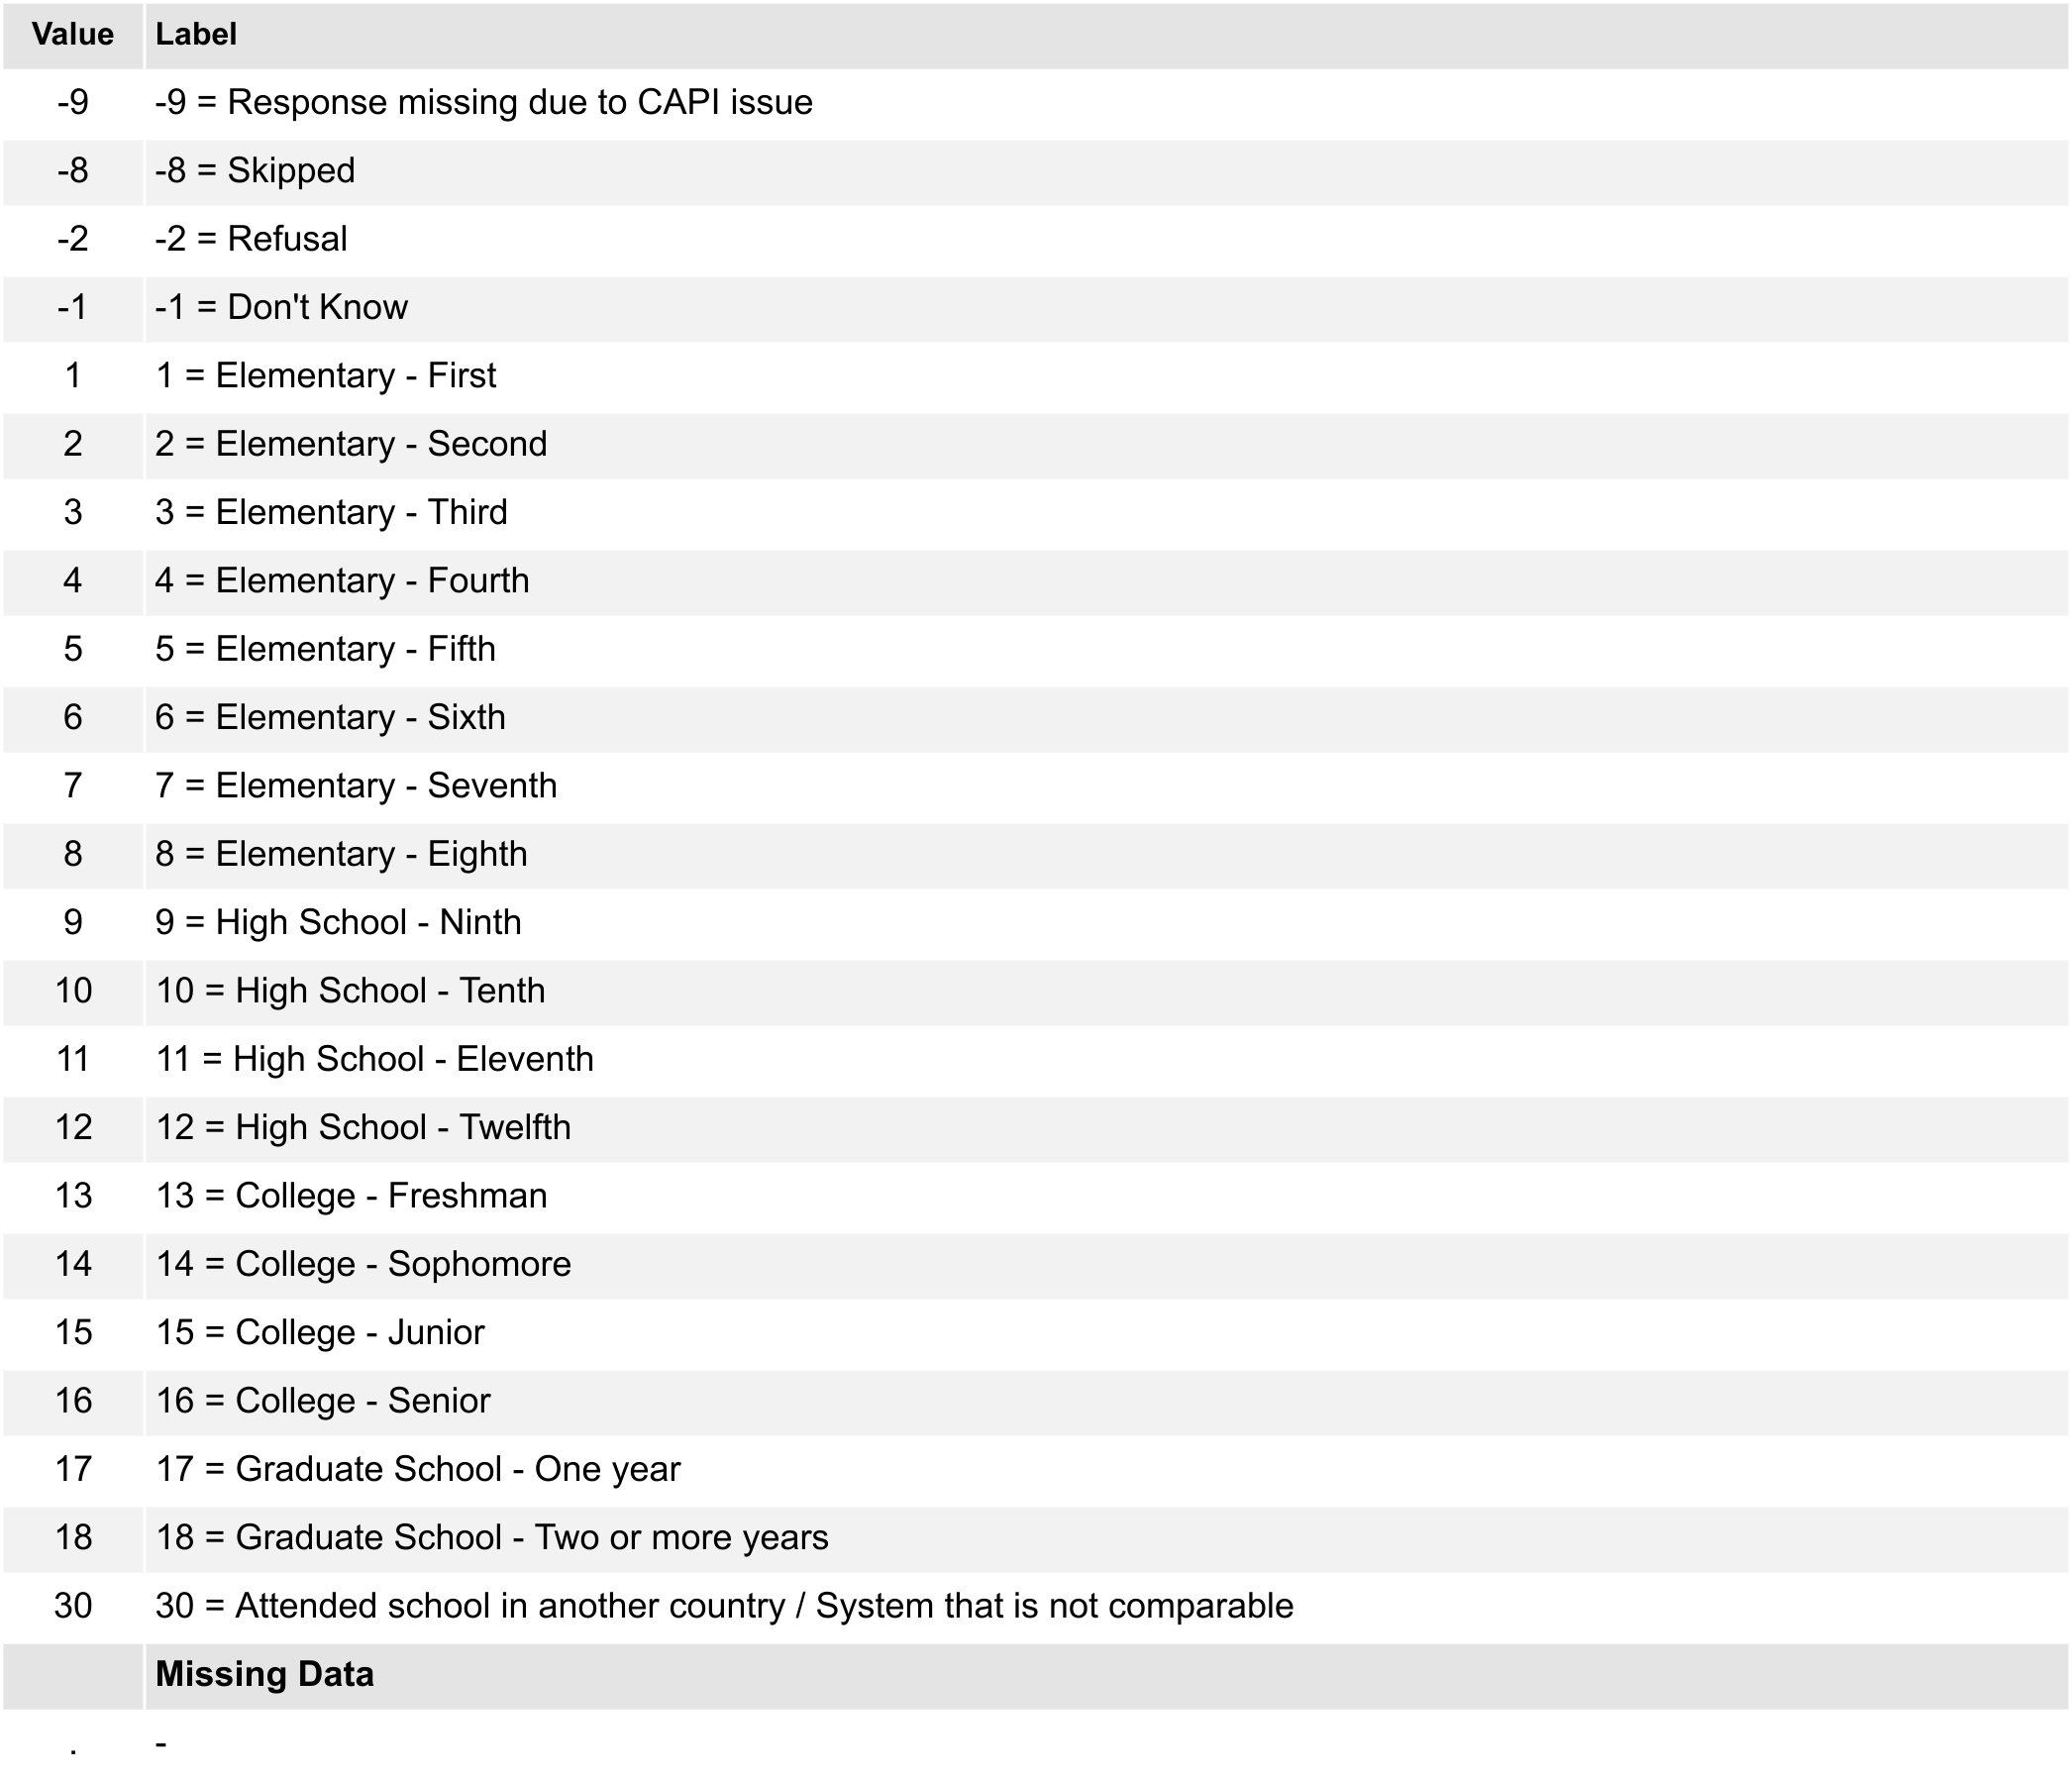 Value Label
-9 -9 = Response missing due to CAPI issue
-8 -8 = Skipped
-2 -2 = Refusal
-1 -1 = Don't Know
1 1 = Elementary - First
2 2 = Elementary - Second
3 3 = Elementary - Third
4 4 = Elementary - Fourth
5 5 = Elementary - Fifth
6 6 = Elementary - Sixth
7 7 = Elementary - Seventh
8 8 = Elementary - Eighth
9 9 = High School - Ninth
10 10 = High School - Tenth
11 11 = High School - Eleventh
12 12 = High School - Twelfth
13 13 = College - Freshman
14 14 = College - Sophomore
15 15 = College - Junior
16 16 = College - Senior
17 17 = Graduate School - One year
18 18 = Graduate School - Two or more years
30 30 = Attended school in another country / System that is not comparable
Missing Data
. -